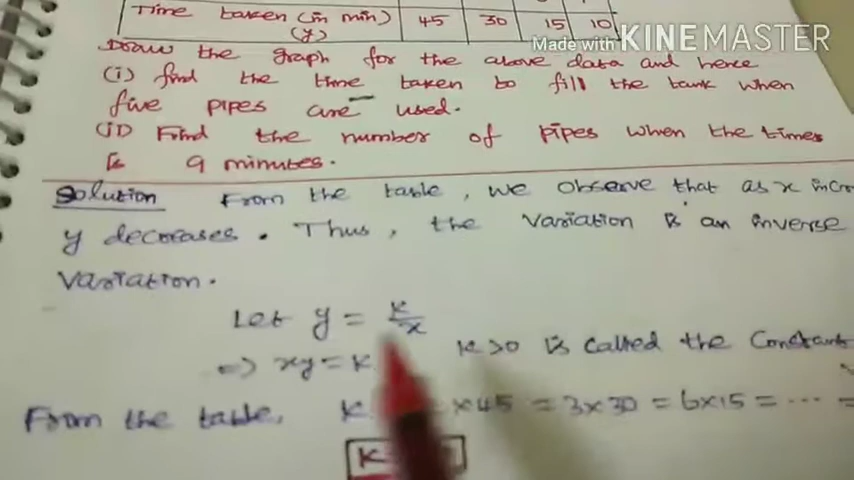 Time taken (in min) 45 30 15 10
(y)
Made with KINEMASTER
Draw the graph for the above data and hence
(i) find the time taken to fill the tank when
five pipes are used.
(ii) Find the number of pipes when the time
is 9 minutes.
Solution From the table, we observe that as x
y decreases. Thus, the variation is an inverse
variation.
Let y = k/x
=> xy = k k>0 is called the Constant
From the table, k ×45 = 3×30 = 6×15 = ... =
K